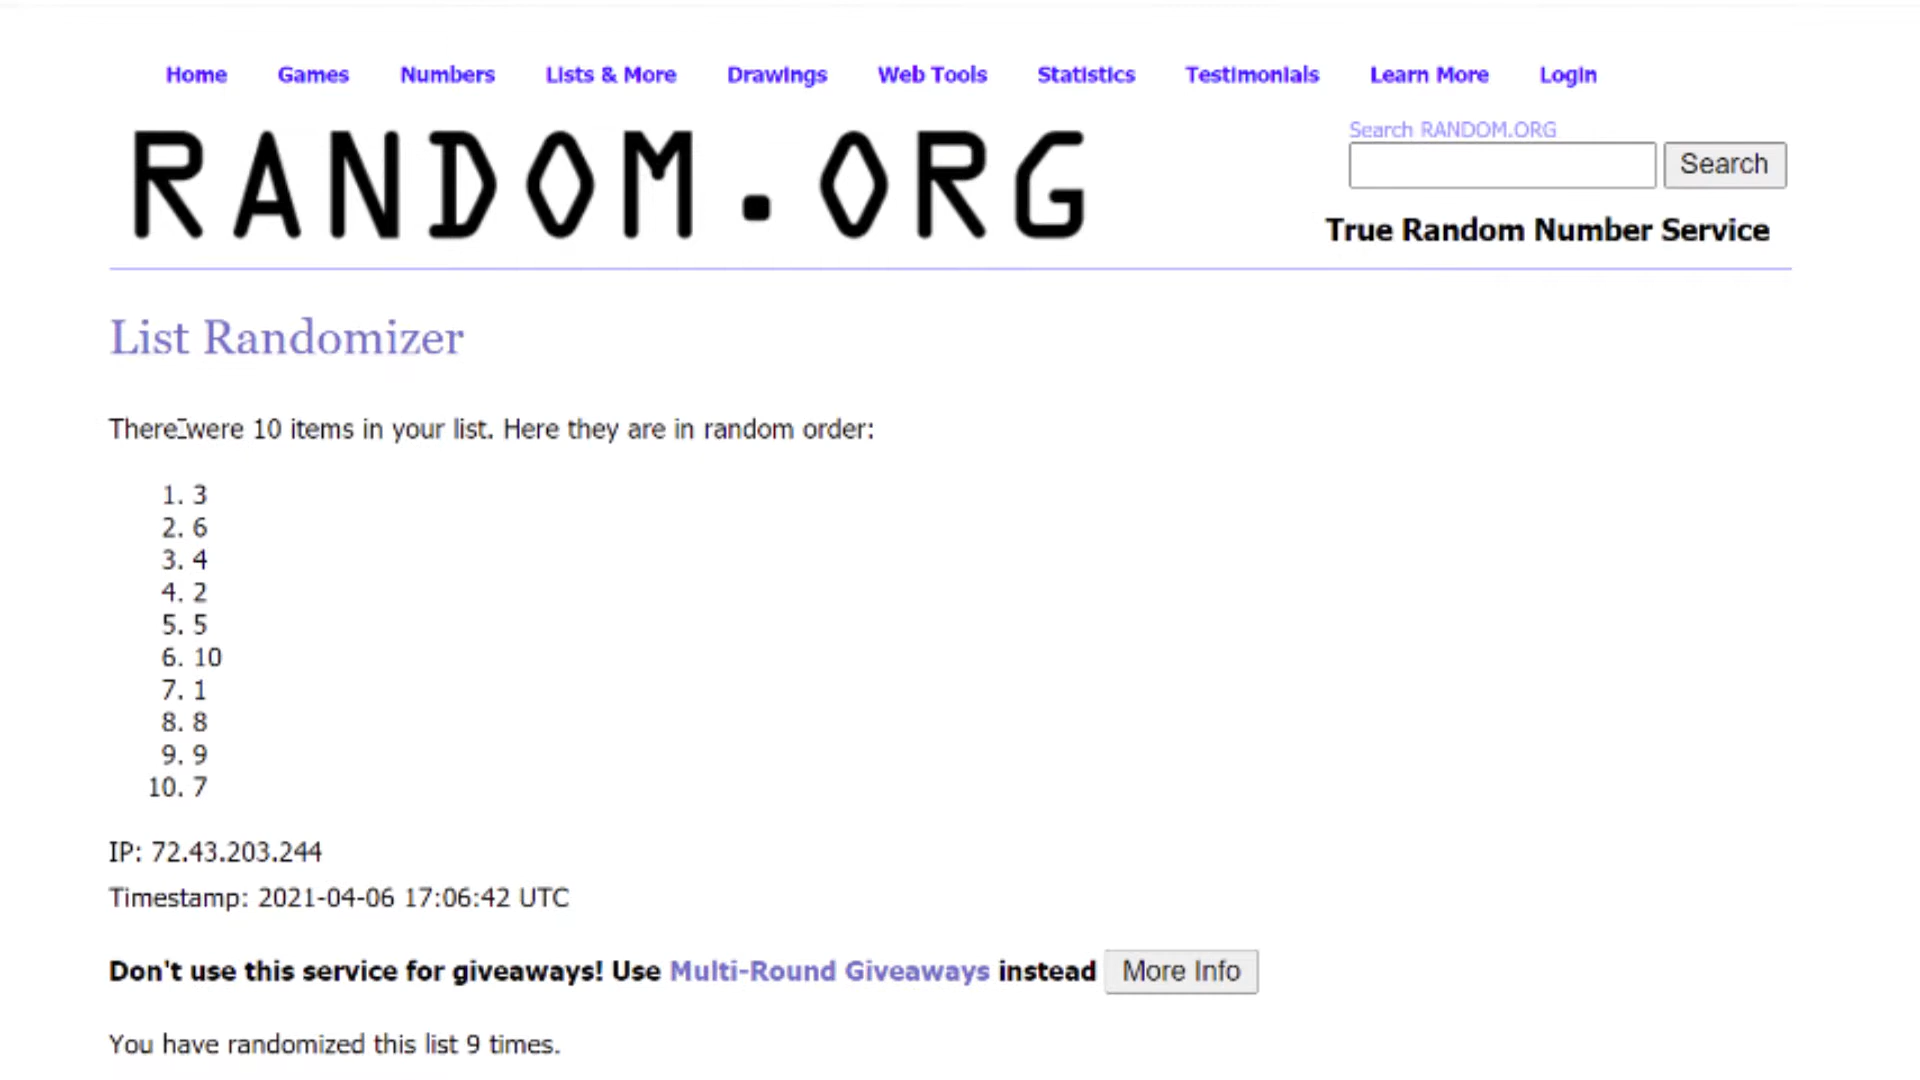 Home Games Numbers Lists & More Drawings Web Tools Statistics Testimonials Learn More Login
RANDOM.ORG
Search RANDOM.ORG
Search
True Random Number Service
List Randomizer
There were 10 items in your list. Here they are in random order:
1. 3
2. 6
3. 4
4. 2
5. 5
6. 10
7. 1
8. 8
9. 9
10. 7
IP: 72.43.203.244
Timestamp: 2021-04-06 17:06:42 UTC
Don't use this service for giveaways! Use Multi-Round Giveaways instead More Info
You have randomized this list 9 times.